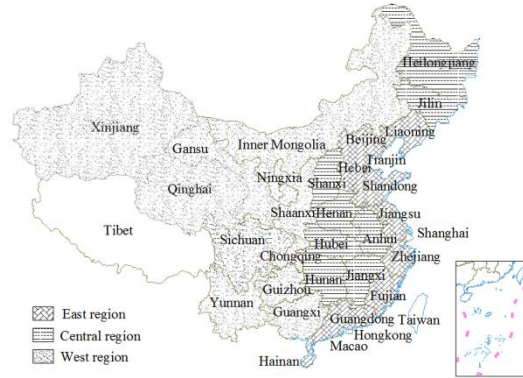 Heilongjiang
Jilin
Xinjiang
Liaoning
Beijing
Inner Mongolia
Gansu
Tianjin
Hebei
Ningxia
Shanxi
Shandong
Qinghai
Shaanxi
Henan
Jiangsu
Tibet
Shanghai
Sichuan
Anhui
Hubei
Zhejiang
Chongqing
Hunan
Jiangxi
Guizhou
Fujian
Yunnan
Guangxi
Guangdong
Taiwan
Hongkong
Macao
Hainan
East region
Central region
West region